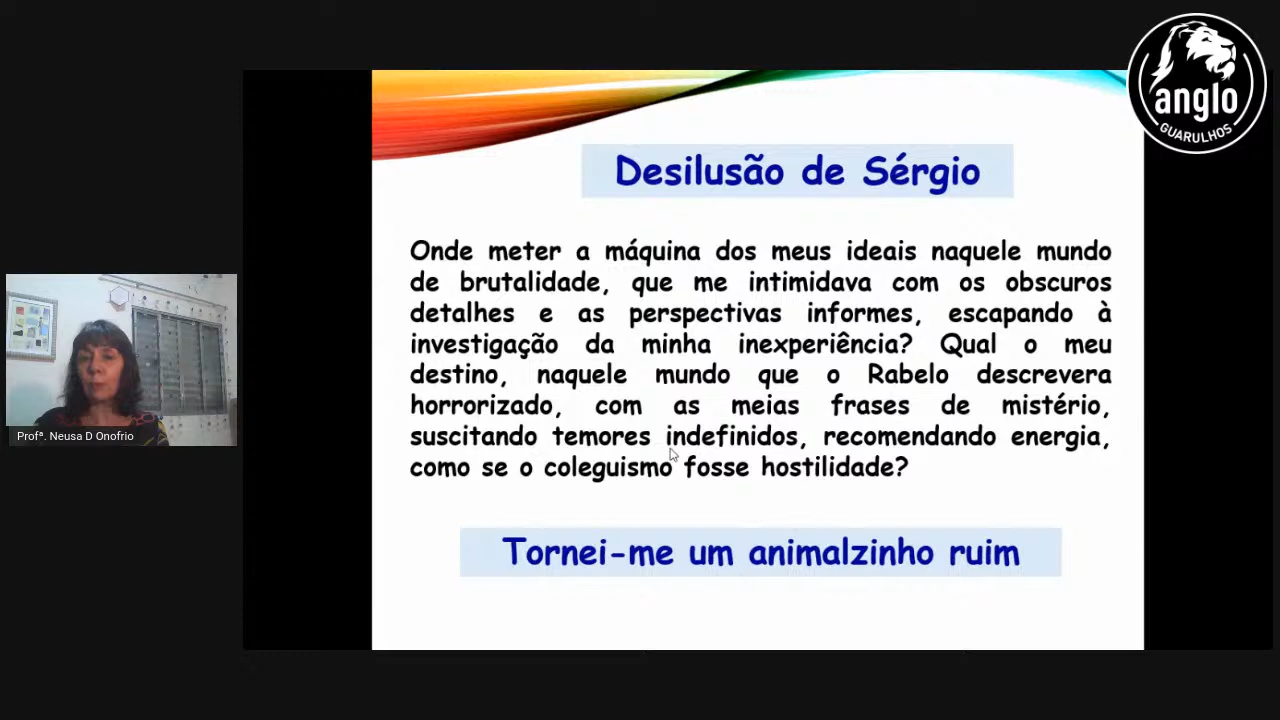 anglo
GUARULHOS
Desilusão de Sérgio
Onde meter a máquina dos meus ideais naquele mundo
de brutalidade, que me intimidava com os obscuros
detalhes e as perspectivas informes, escapando à
investigação da minha inexperiência? Qual o meu
destino, naquele mundo que o Rabelo descrevera
horrorizado, com as meias frases de mistério,
suscitando temores indefinidos, recomendando energia,
como se o coleguismo fosse hostilidade?
Profª. Neusa D Onofrio
Tornei-me um animalzinho ruim